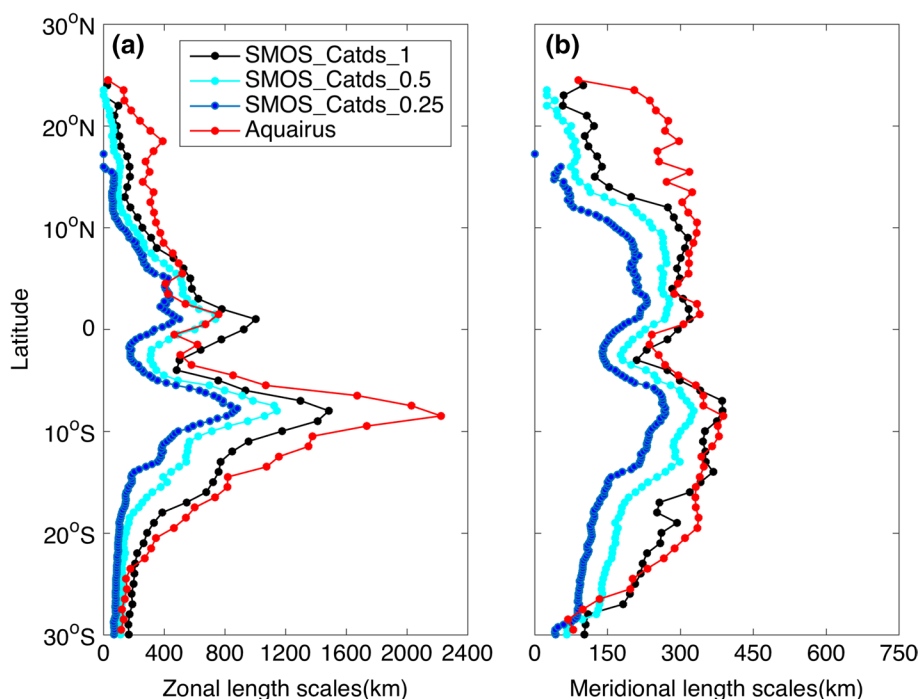 (a)
SMOS_Catds_1
SMOS_Catds_0.5
SMOS_Catds_0.25
Aquairus
(b)
30°N
20°N
10°N
0
10°S
20°S
30°S
Latitude
0 400 800 1200 1600 2000 2400
Zonal length scales(km)
0 150 300 450 600 750
Meridional length scales(km)